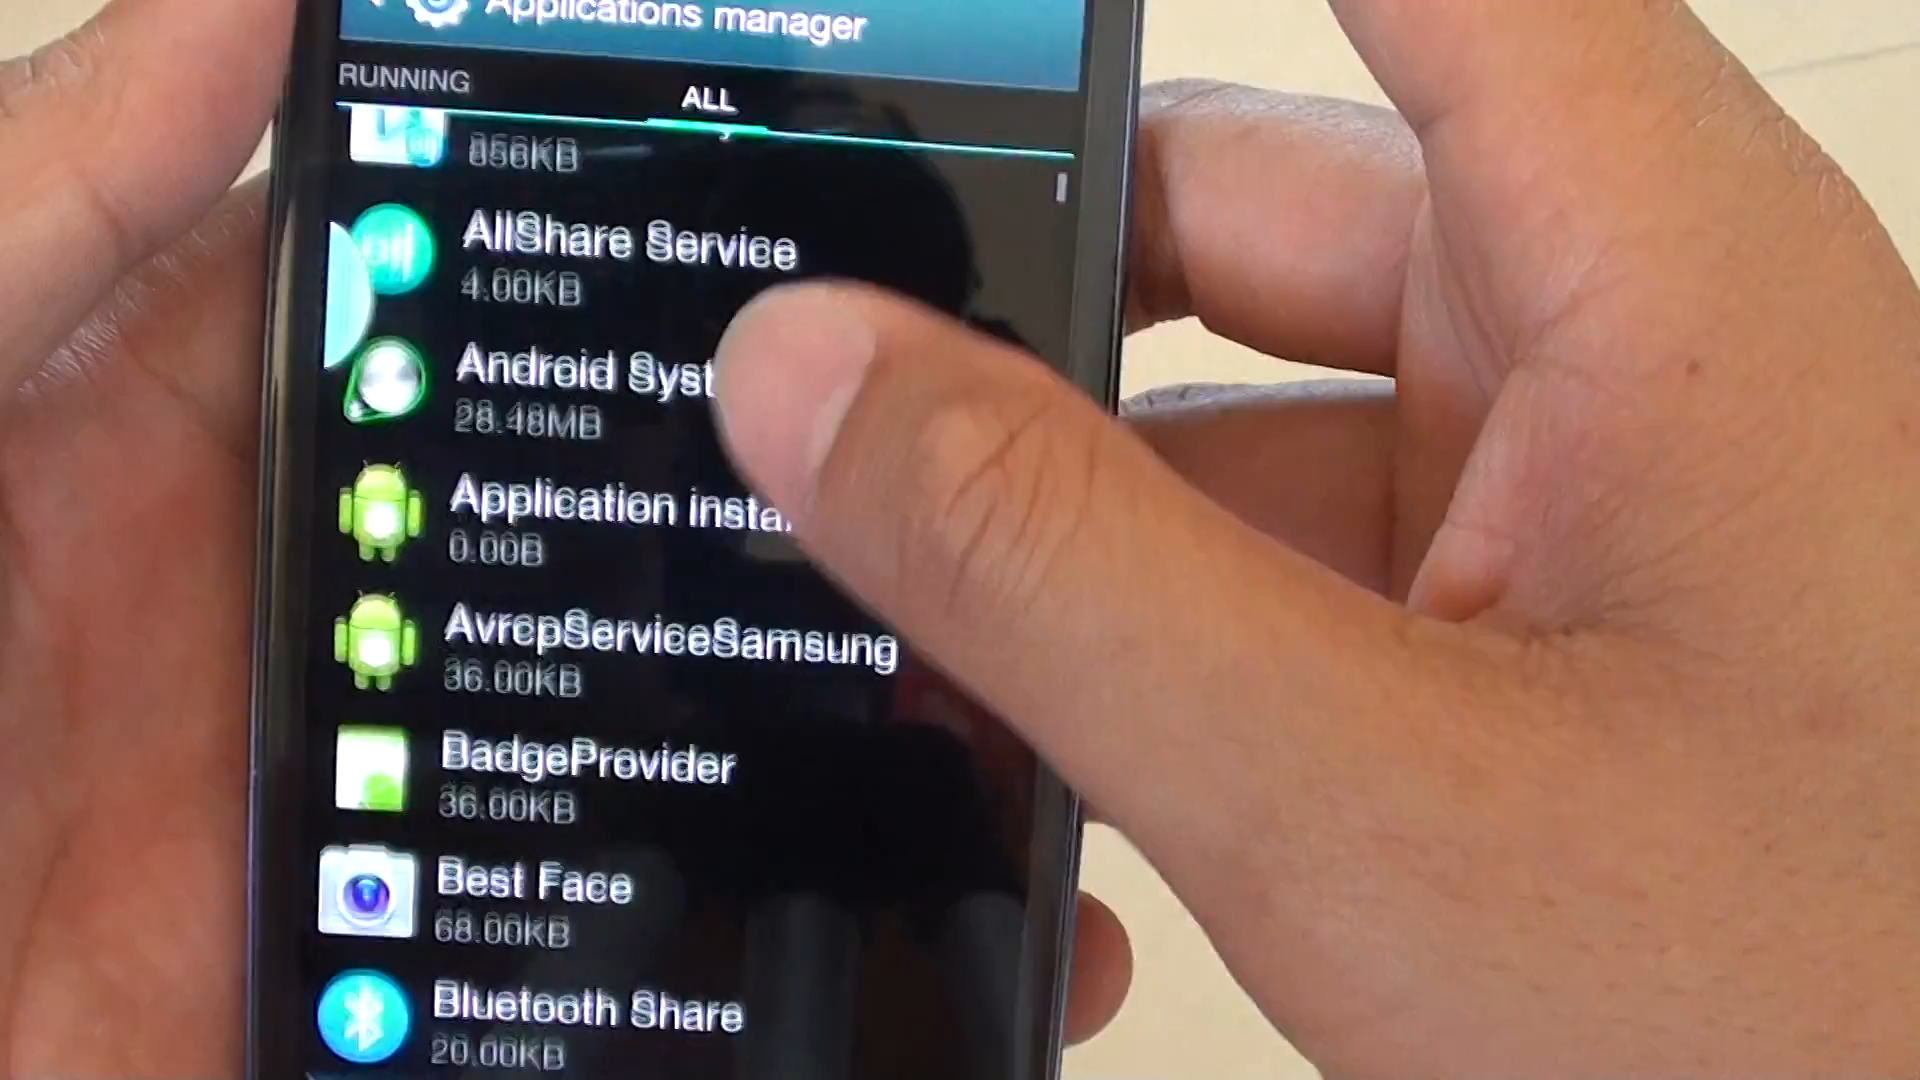 Applications manager
RUNNING
ALL
856KB
AllShare Service
4.00KB
Android Syst
28.48MB
Application insta
0.00B
AvrcpServiceSamsung
36.00KB
BadgeProvider
36.00KB
Best Face
68.00KB
Bluetooth Share
20.00KB